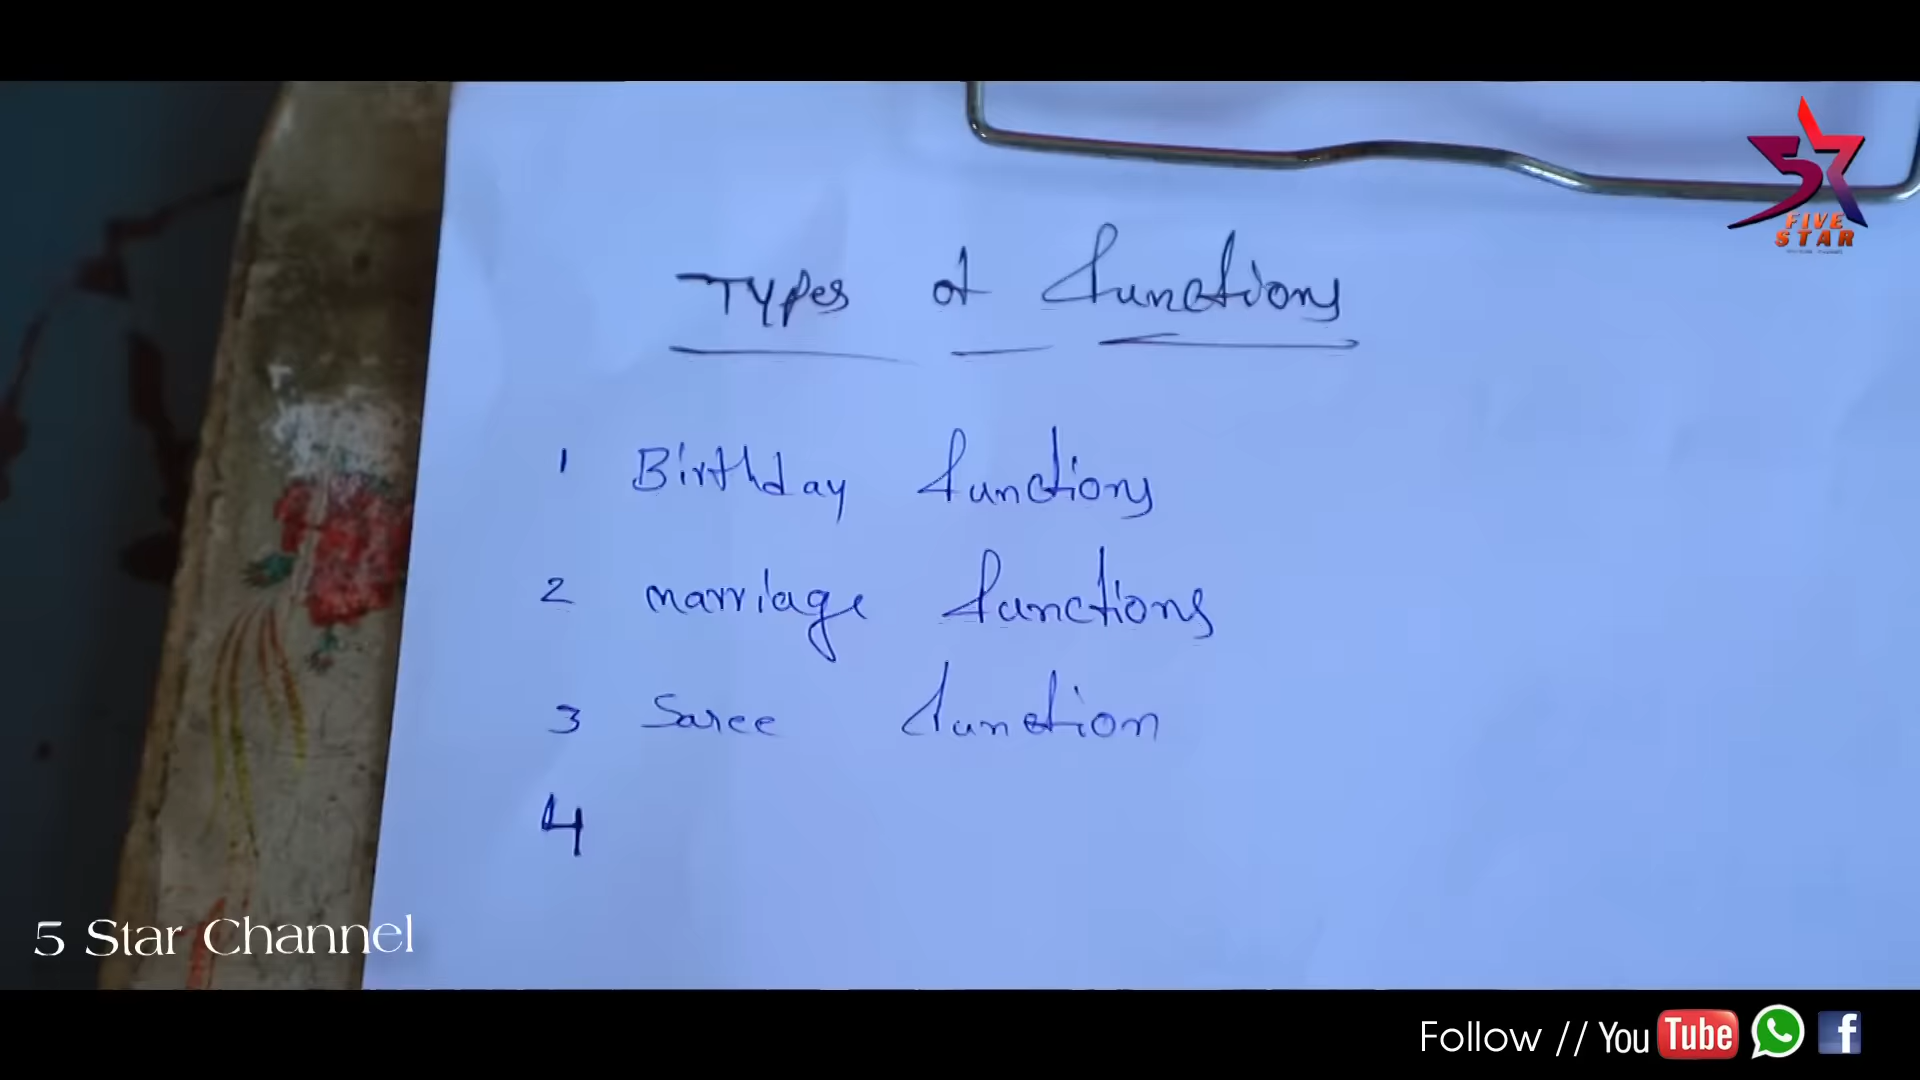 FIVE
STAR
Types of functions
1 Birthday functions
2 marriage functions
3 Saree function
4
5 Star Channel
Follow // You Tube